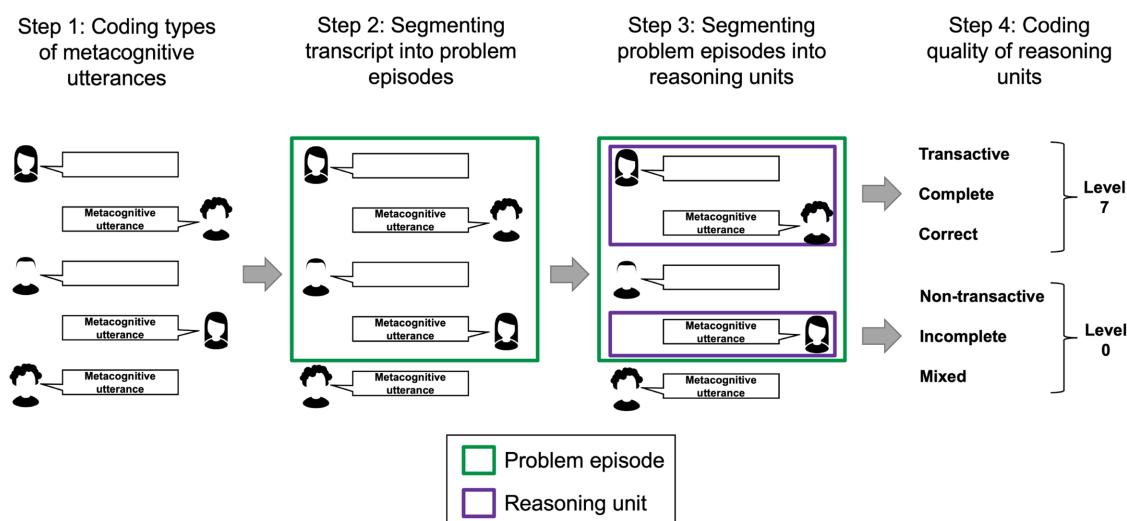 Step 1: Coding types
of metacognitive
utterances
Step 2: Segmenting
transcript into problem
episodes
Step 3: Segmenting
problem episodes into
reasoning units
Step 4: Coding
quality of reasoning
units
Metacognitive
utterance
Metacognitive
utterance
Metacognitive
utterance
Metacognitive
utterance
Metacognitive
utterance
Metacognitive
utterance
Metacognitive
utterance
Metacognitive
utterance
Metacognitive
utterance
Transactive
Complete
Correct
Level
7
Non-transactive
Incomplete
Mixed
Level
0
Problem episode
Reasoning unit